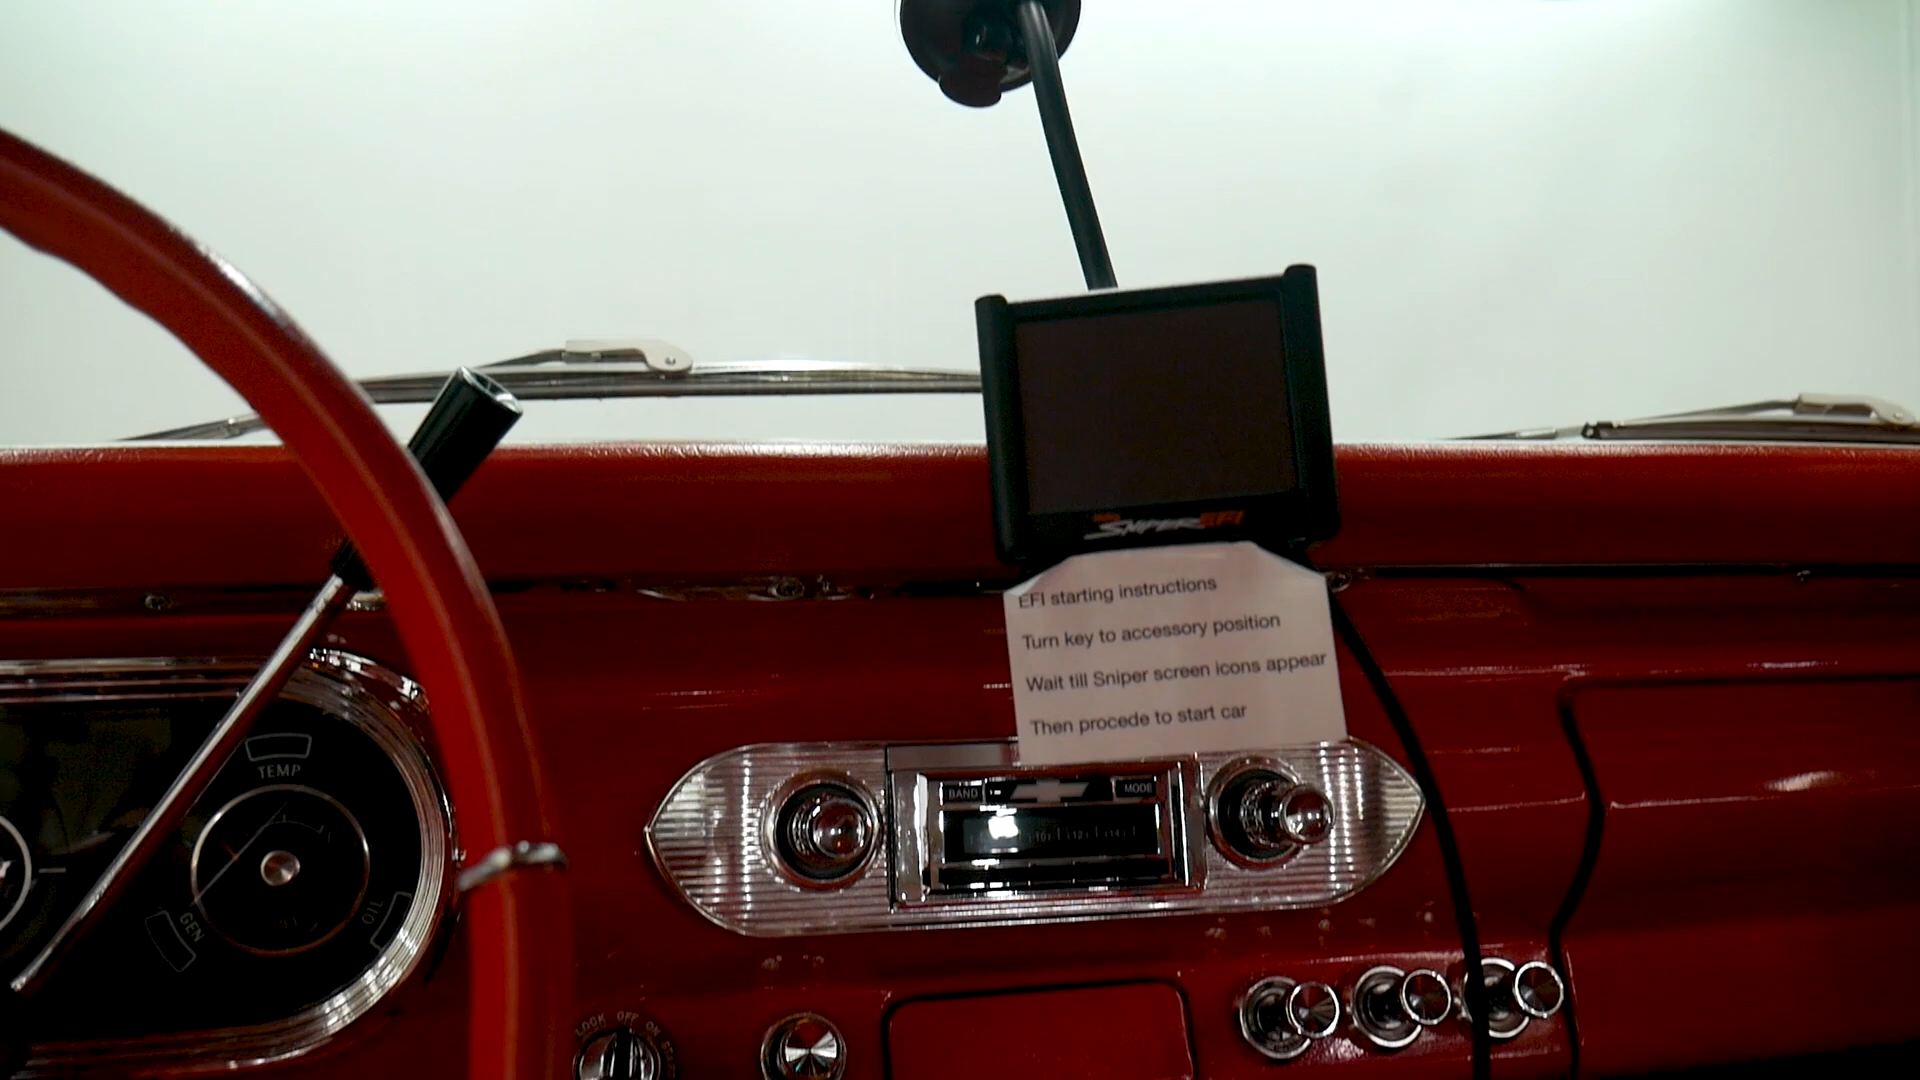 SNIPER EFI
EFI starting instructions
Turn key to accessory position
Wait till Sniper screen icons appear
Then procede to start car
BAND
MODE
TEMP
GEN
OIL
LOCK OFF ON